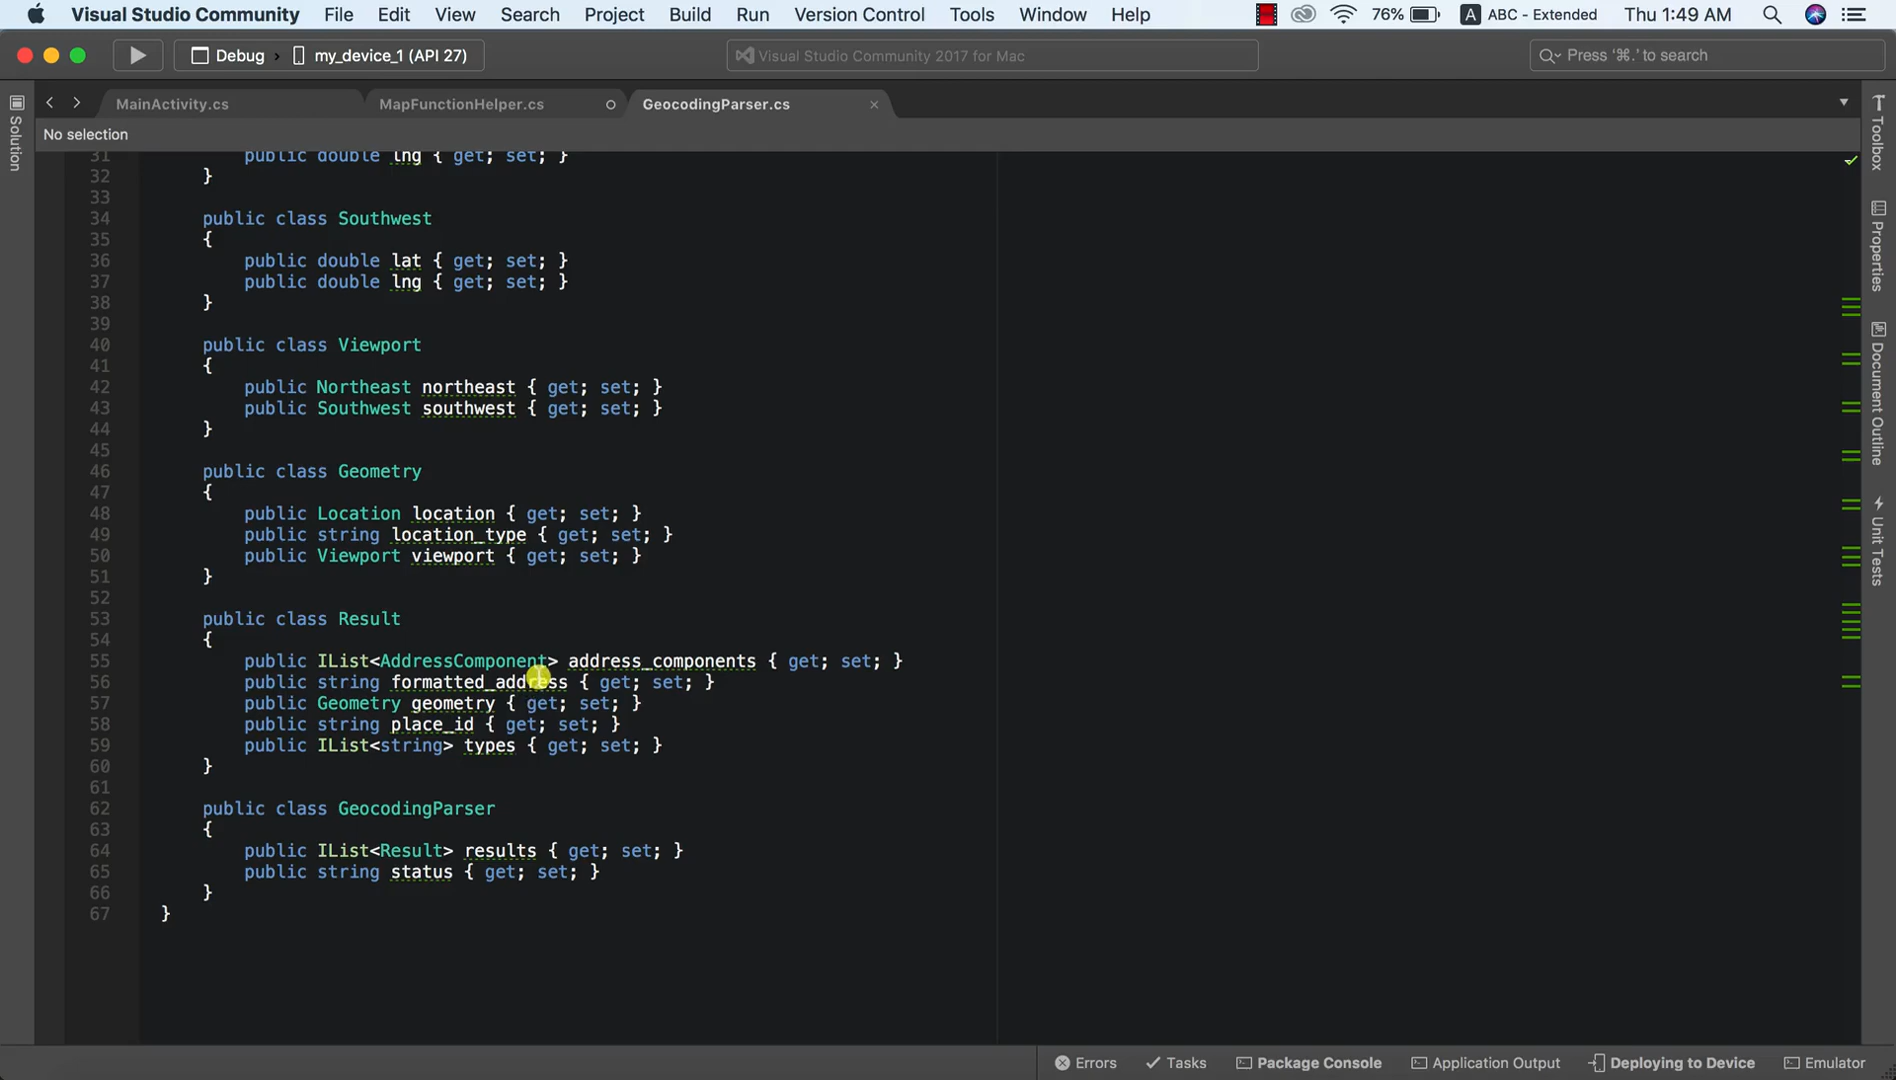 Visual Studio Community File Edit View Search Project Build Run Version Control Tools Window Help 76% A ABC - Extended Thu 1:49 AM
Debug › my_device_1 (API 27) Visual Studio Community 2017 for Mac Press '⌘.' to search
MainActivity.cs MapFunctionHelper.cs GeocodingParser.cs
No selection
31 public double lng { get; set; }
32 }
33
34 public class Southwest
35 {
36 public double lat { get; set; }
37 public double lng { get; set; }
38 }
39
40 public class Viewport
41 {
42 public Northeast northeast { get; set; }
43 public Southwest southwest { get; set; }
44 }
45
46 public class Geometry
47 {
48 public Location location { get; set; }
49 public string location_type { get; set; }
50 public Viewport viewport { get; set; }
51 }
52
53 public class Result
54 {
55 public IList<AddressComponent> address_components { get; set; }
56 public string formatted_address { get; set; }
57 public Geometry geometry { get; set; }
58 public string place_id { get; set; }
59 public IList<string> types { get; set; }
60 }
61
62 public class GeocodingParser
63 {
64 public IList<Result> results { get; set; }
65 public string status { get; set; }
66 }
67 }
Solution
Toolbox
Properties
Document Outline
Unit Tests
Errors Tasks Package Console Application Output Deploying to Device Emulator